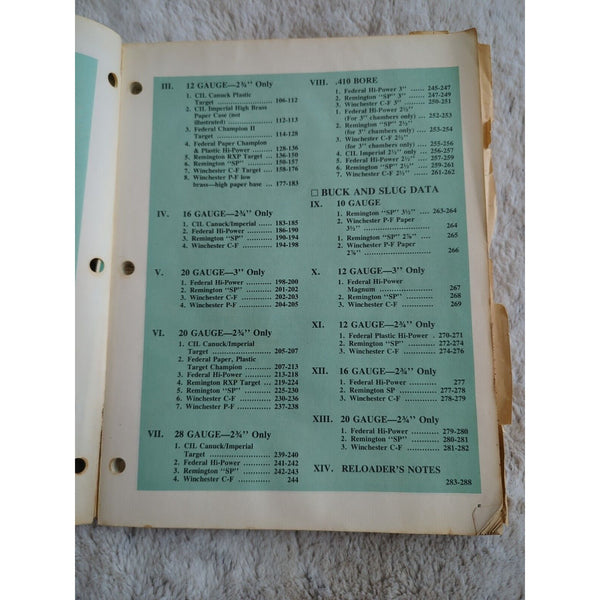 III. 12 GAUGE—2¾" Only
1. CIL Canuck Plastic
Target ................... 106-112
2. CIL Imperial High Brass
Paper Case (not
illustrated) .............. 112-113
3. Federal Champion II
Target ................... 114-128
4. Federal Paper Champion
& Plastic Hi-Power ..... 128-136
5. Remington RXP Target . 136-150
6. Remington "SP" ......... 150-157
7. Winchester C-F Target . 158-176
8. Winchester P-F low
brass—high paper base ... 177-183
IV. 16 GAUGE—2¾" Only
1. CIL Canuck/Imperial ..... 183-185
2. Federal Hi-Power ......... 186-190
3. Remington "SP" .......... 190-194
4. Winchester C-F ............ 194-198
V. 20 GAUGE—3" Only
1. Federal Hi-Power ......... 198-200
2. Remington "SP" .......... 201-202
3. Winchester C-F ............ 202-203
4. Winchester P-F ............ 204-205
VI. 20 GAUGE—2¾" Only
1. CIL Canuck/Imperial
Target ................... 205-207
2. Federal Paper, Plastic
Target Champion ........ 207-213
3. Federal Hi-Power ......... 213-218
4. Remington RXP Target ... 219-224
5. Remington "SP" .......... 225-230
6. Winchester C-F ............ 230-236
7. Winchester P-F ............ 237-238
VII. 28 GAUGE—2¾" Only
1. CIL Canuck/Imperial
Target ................... 239-240
2. Federal Hi-Power ......... 241-242
3. Remington "SP" .......... 242-243
4. Winchester C-F ............ 244
VIII. .410 BORE
1. Federal Hi-Power 3" ..... 245-247
2. Remington "SP" 3" ...... 247-249
3. Winchester C-F 3" ........ 250-251
4. Federal Hi-Power 2½"
(For 3" chambers only) ... 252-253
5. Remington "SP" 2½"
(for 3" chambers only) ... 253-254
6. Winchester C-F 2½"
(for 3" chambers only) ... 255-256
4. CIL Imperial 2½" only ... 256-257
5. Federal Hi-Power 2½" ... 257-259
6. Remington "SP" 2½" .... 259-261
7. Winchester C-F 2½" ...... 261-262
□ BUCK AND SLUG DATA
IX. 10 GAUGE
1. Remington "SP" 3½" .... 263-264
2. Winchester P-F Paper
3½" ...................... 264
1. Remington "SP" 2⅞" ... 265
2. Winchester P-F Paper
2⅞" ...................... 266
X. 12 GAUGE—3" Only
1. Federal Hi-Power
Magnum ................. 267
2. Remington "SP" .......... 268
3. Winchester C-F ............ 269
XI. 12 GAUGE—2¾" Only
1. Federal Plastic Hi-Power . 270-271
2. Remington "SP" .......... 272-274
3. Winchester C-F ............ 274-276
XII. 16 GAUGE—2¾" Only
1. Federal Hi-Power ......... 277
2. Remington SP ............ 277-278
3. Winchester C-F ............ 278-279
XIII. 20 GAUGE—2¾" Only
1. Federal Hi-Power ......... 279-280
2. Remington "SP" .......... 280-281
3. Winchester C-F ............ 281-282
XIV. RELOADER'S NOTES
283-288